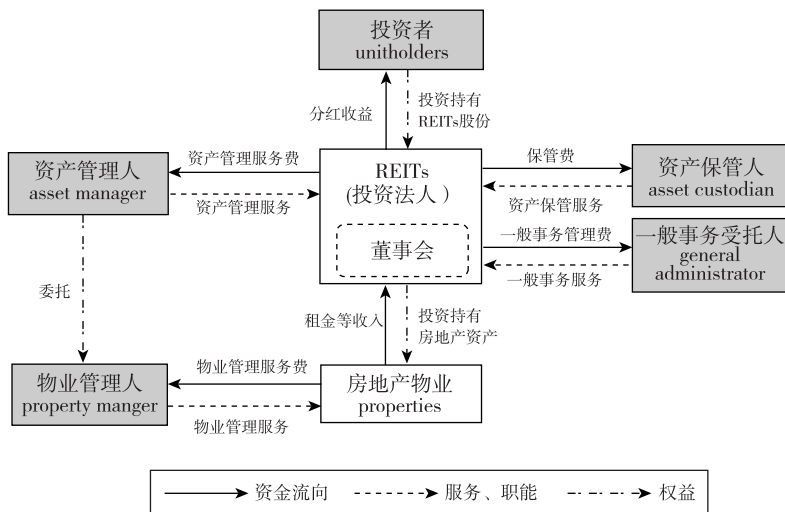 投资者
unitholders
分红收益
投资持有
REITs股份
资产管理人
asset manager
资产管理服务费
资产管理服务
REITs
(投资法人）
董事会
保管费
资产保管服务
资产保管人
asset custodian
一般事务管理费
一般事务服务
一般事务受托人
general
administrator
委托
租金等收入
投资持有
房地产资产
物业管理人
property manger
物业管理服务费
物业管理服务
房地产物业
properties
资金流向
服务、职能
权益